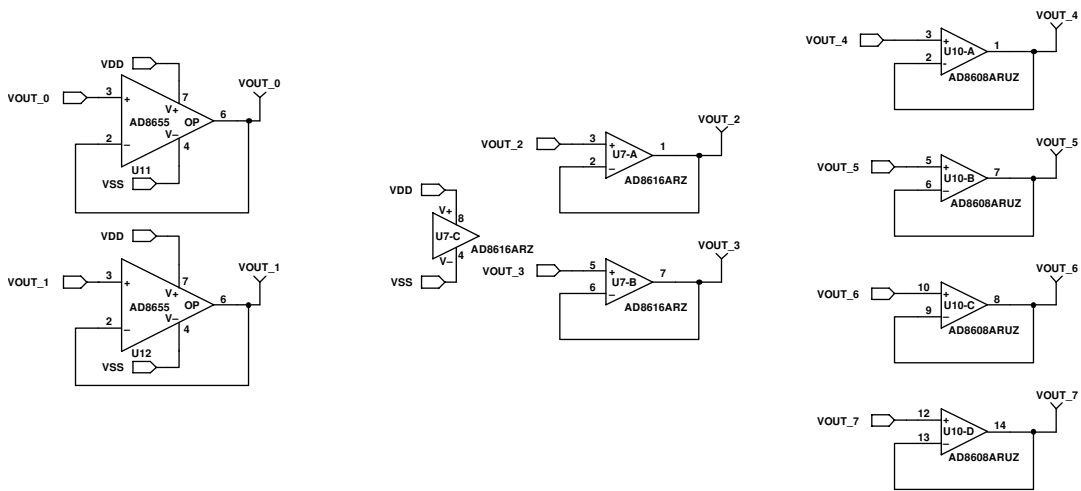 VDD
VOUT_0
3
+
7
V+
AD8655
OP
6
VOUT_0
2
–
V–
4
U11
VSS
VDD
VOUT_1
3
+
7
V+
AD8655
OP
6
VOUT_1
2
–
V–
4
U12
VSS
VDD
V+
8
U7-C
AD8616ARZ
V–
4
VSS
VOUT_2
3
+
U7-A
1
VOUT_2
2
–
AD8616ARZ
VOUT_3
5
+
U7-B
7
VOUT_3
6
–
AD8616ARZ
VOUT_4
3
+
U10-A
1
VOUT_4
2
-
AD8608ARUZ
VOUT_5
5
+
U10-B
7
VOUT_5
6
–
AD8608ARUZ
VOUT_6
10
+
U10-C
8
VOUT_6
9
–
AD8608ARUZ
VOUT_7
12
+
U10-D
14
VOUT_7
13
–
AD8608ARUZ